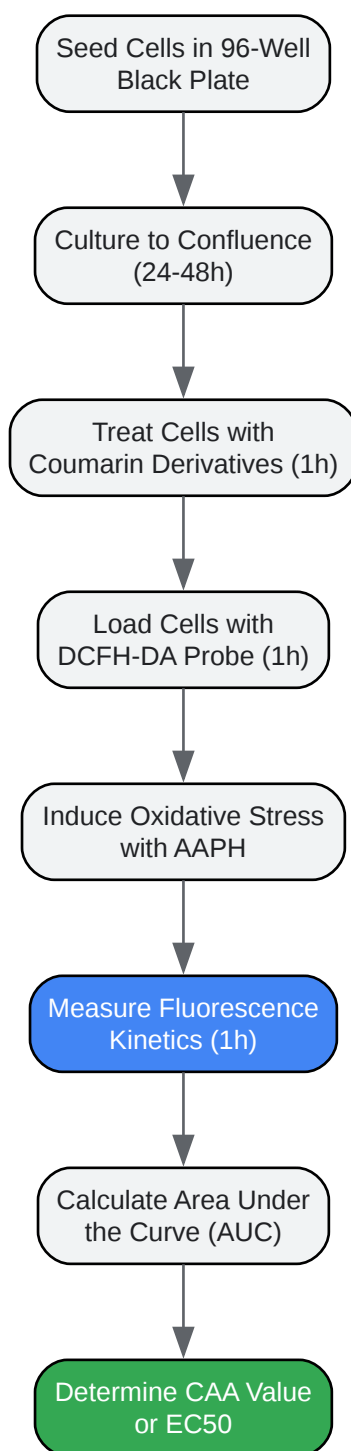 Seed Cells in 96-Well
Black Plate
Culture to Confluence
(24-48h)
Treat Cells with
Coumarin Derivatives (1h)
Load Cells with
DCFH-DA Probe (1h)
Induce Oxidative Stress
with AAPH
Measure Fluorescence
Kinetics (1h)
Calculate Area Under
the Curve (AUC)
Determine CAA Value
or EC50